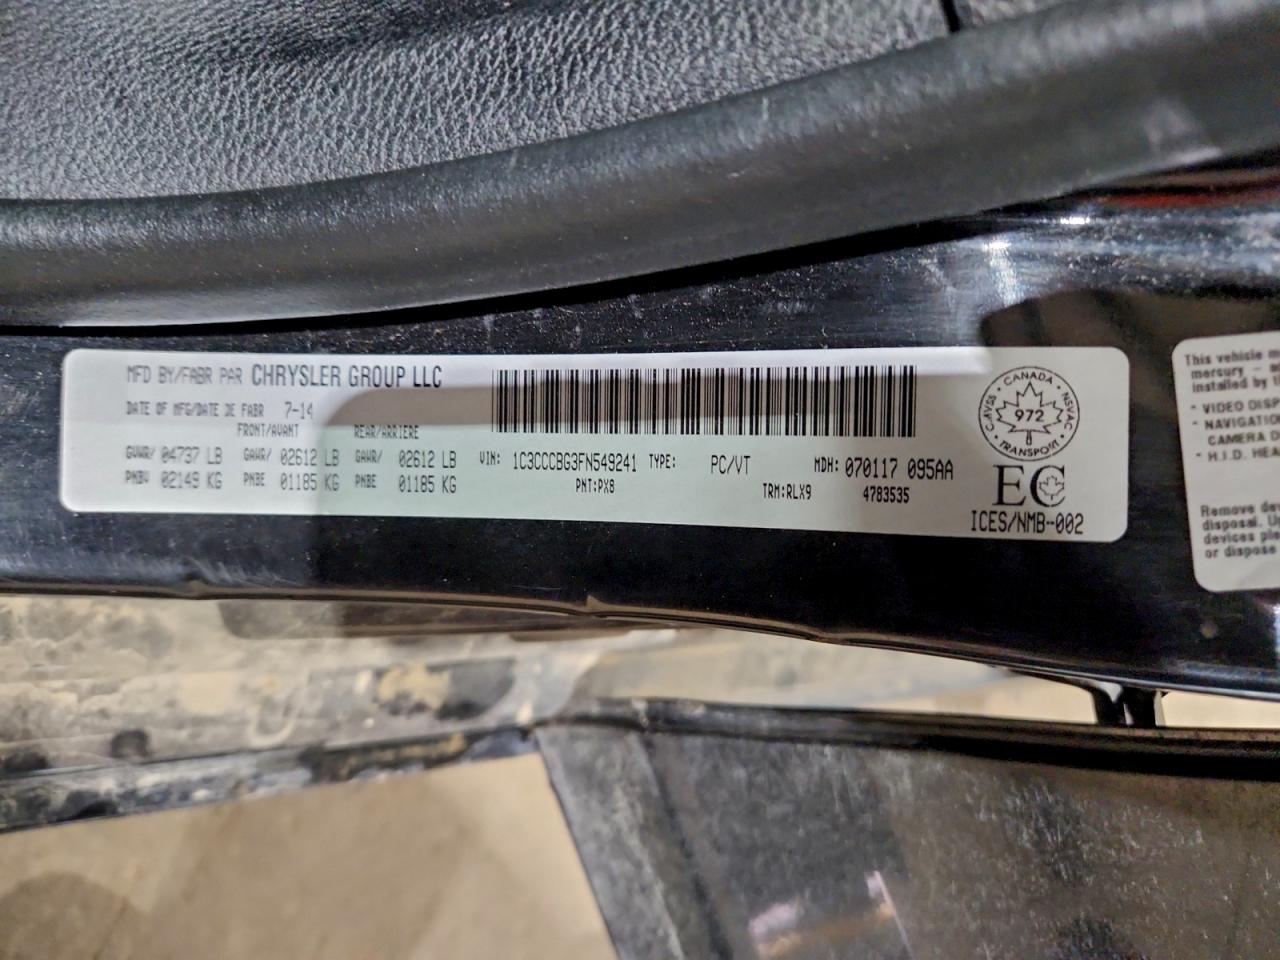 MFD BY/FABR PAR CHRYSLER GROUP LLC
DATE OF MFG/DATE DE FABR 7-14
FRONT/AVANT REAR/ARRIERE
GVWR/ 04737 LB GAWR/ 02612 LB GAWR/ 02612 LB
PNBV 02149 KG PNBE 01185 KG PNBE 01185 KG
VIN: 1C3CCCBG3FN549241 TYPE: PC/VT MDH: 070117 095AA
PNT:PX8 TRM:RLX9 4783535
CANADA
CMVSS NSVAC
972
TRANSPORT
EC
ICES/NMB-002
This vehicle m
mercury
installed by t
* VIDEO DISP
* NAVIGATIO
CAMERA D
* H.I.D. HEA
Remove dev
disposal. U
devices ple
or dispose